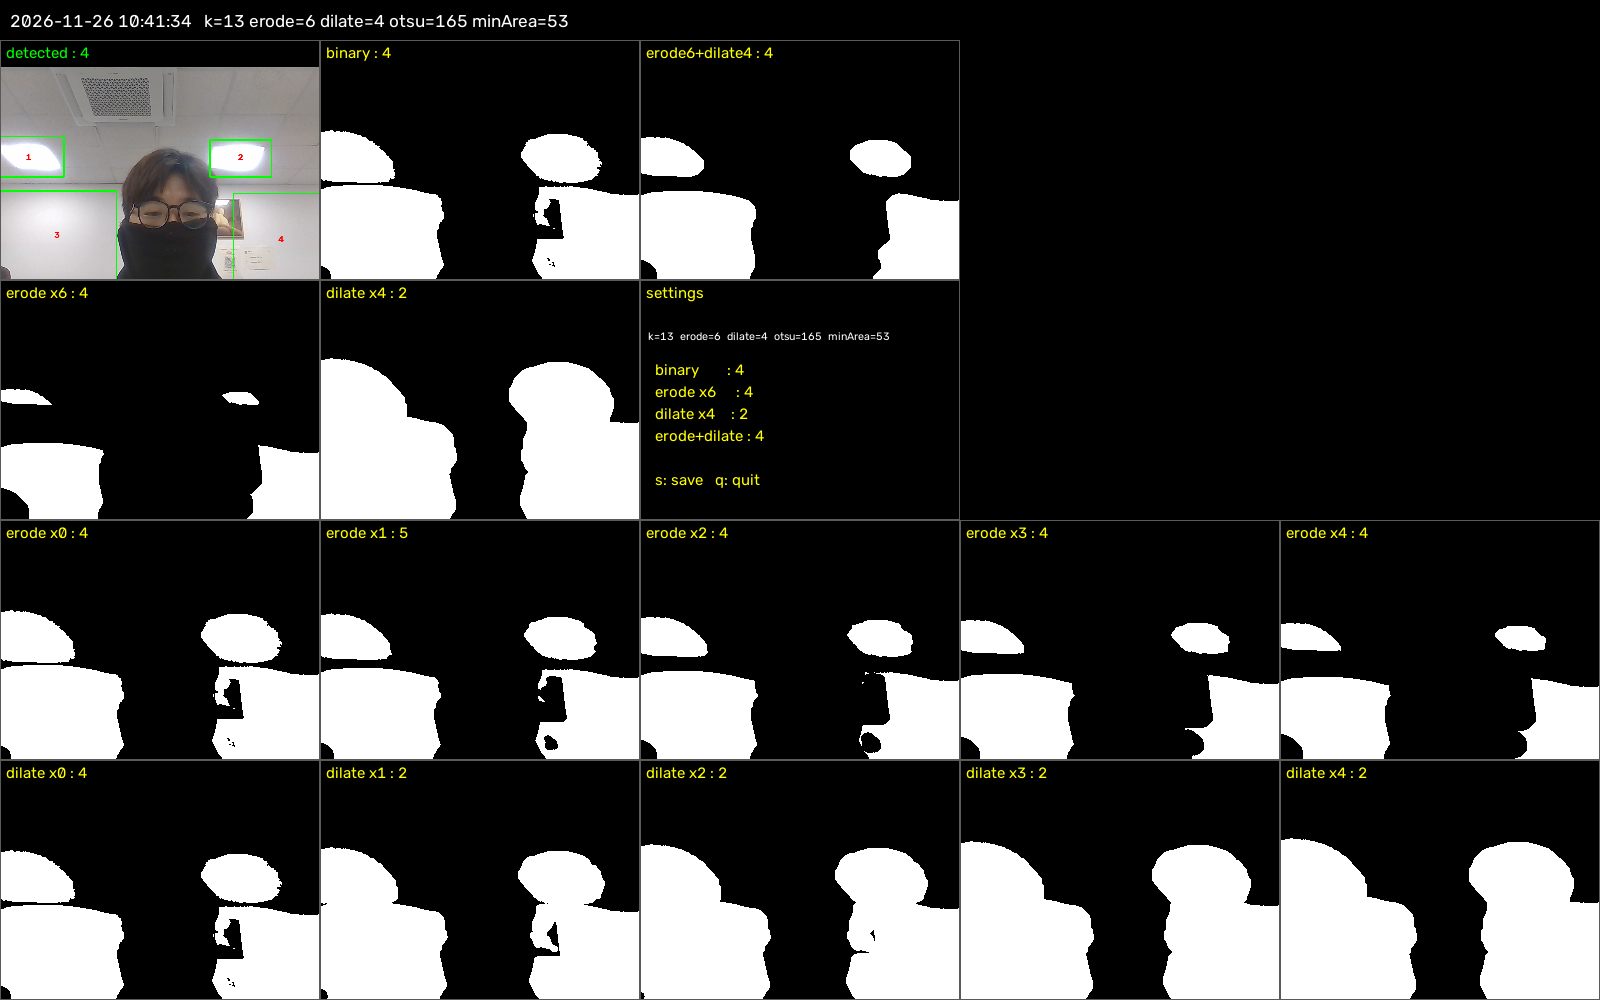 2026-11-26 10:41:34 k=13 erode=6 dilate=4 otsu=165 minArea=53
detected : 4
binary : 4
erode6+dilate4 : 4
1
2
3
4
erode x6 : 4
dilate x4 : 2
settings
k=13 erode=6 dilate=4 otsu=165 minArea=53
binary : 4
erode x6 : 4
dilate x4 : 2
erode+dilate : 4
s: save q: quit
erode x0 : 4
erode x1 : 5
erode x2 : 4
erode x3 : 4
erode x4 : 4
dilate x0 : 4
dilate x1 : 2
dilate x2 : 2
dilate x3 : 2
dilate x4 : 2